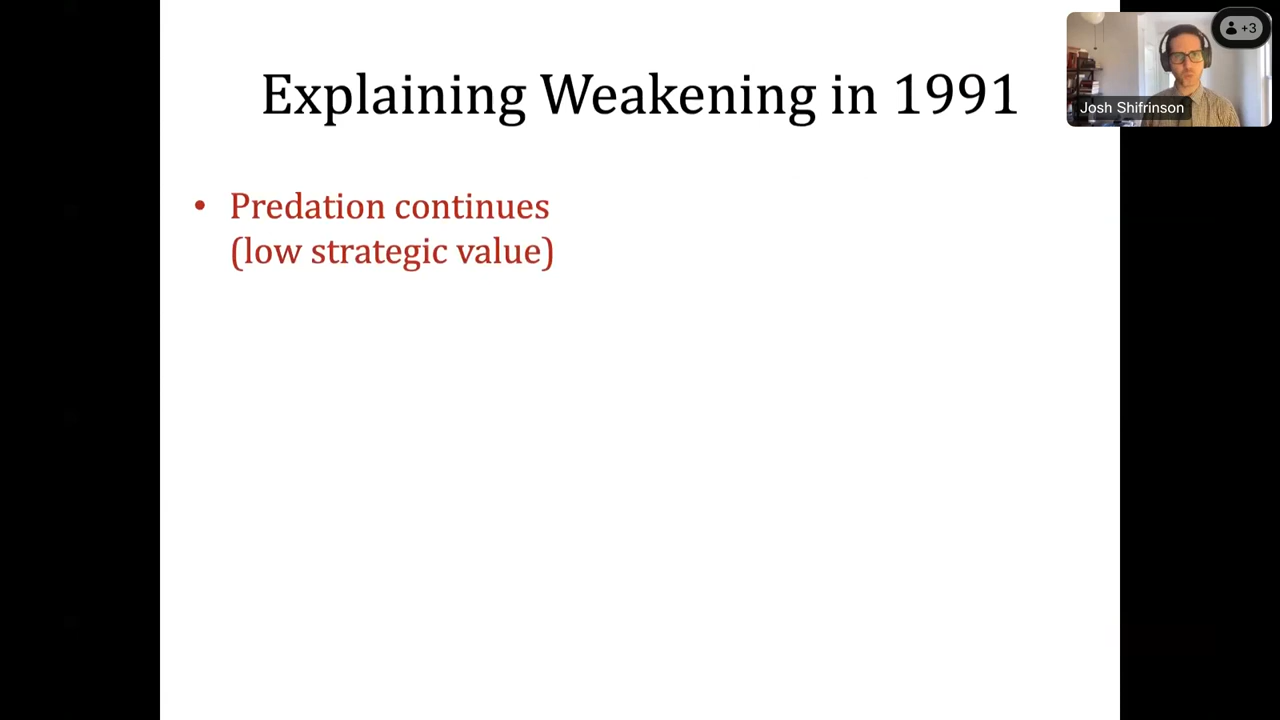 Explaining Weakening in 1991
+3
Josh Shifrinson
• Predation continues
(low strategic value)